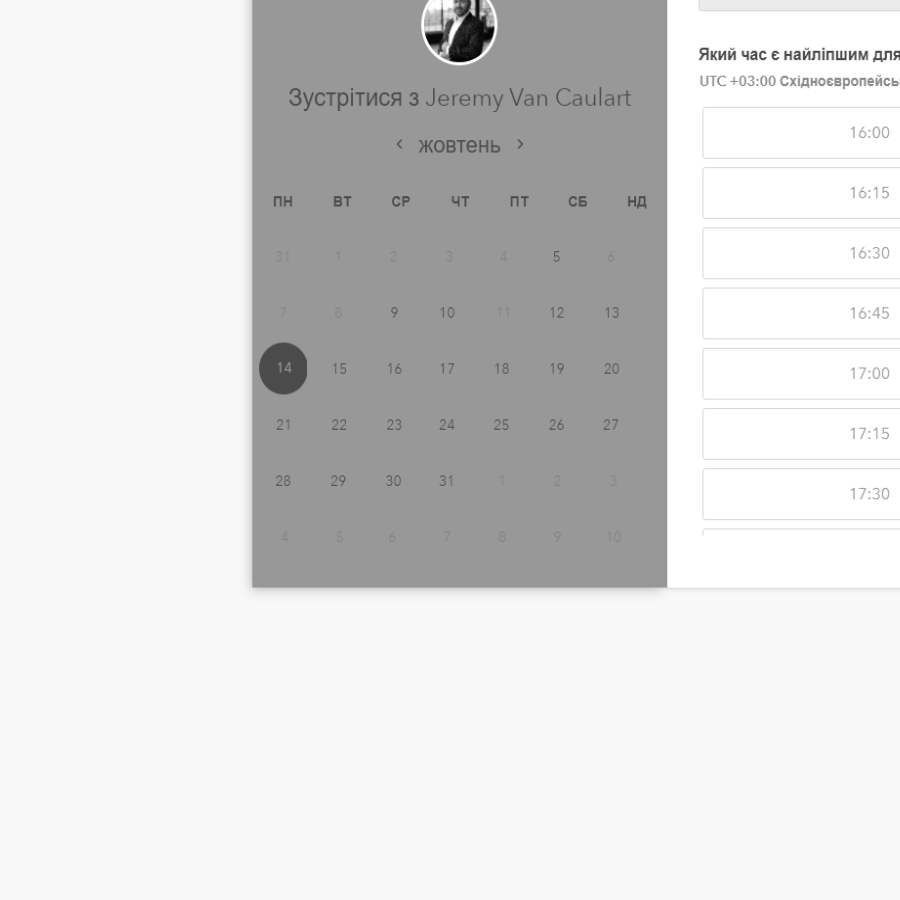 Зустрітися з Jeremy Van Caulart
жовтень
ПН ВТ СР ЧТ ПТ СБ НД
31 1 2 3 4 5 6
7 8 9 10 11 12 13
14 15 16 17 18 19 20
21 22 23 24 25 26 27
28 29 30 31 1 2 3
4 5 6 7 8 9 10
Який час є найліпшим для
UTC +03:00 Східноєвропейсь
16:00
16:15
16:30
16:45
17:00
17:15
17:30